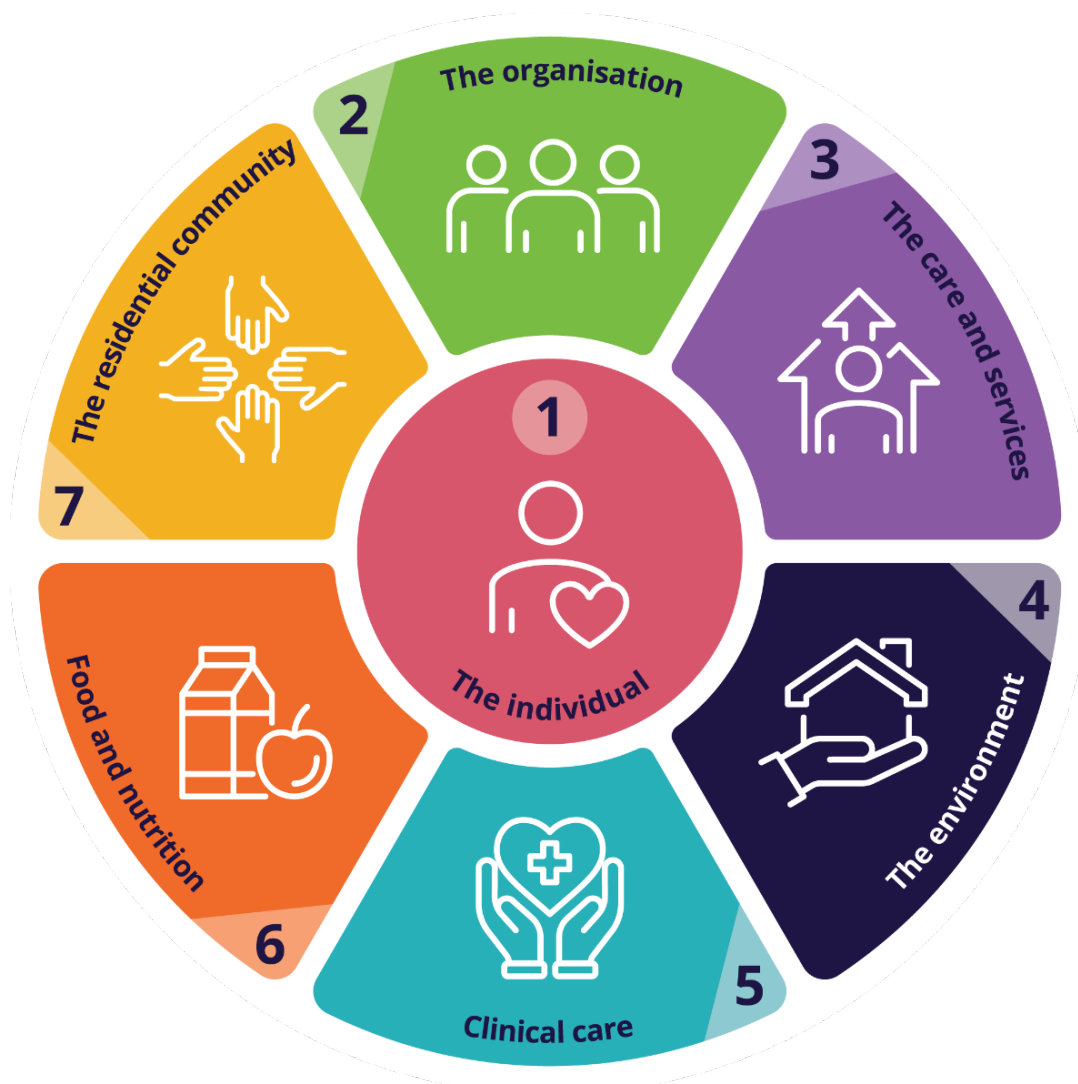 1
The individual
2
The organisation
3
The care and services
4
The environment
5
Clinical care
6
Food and nutrition
7
The residential community